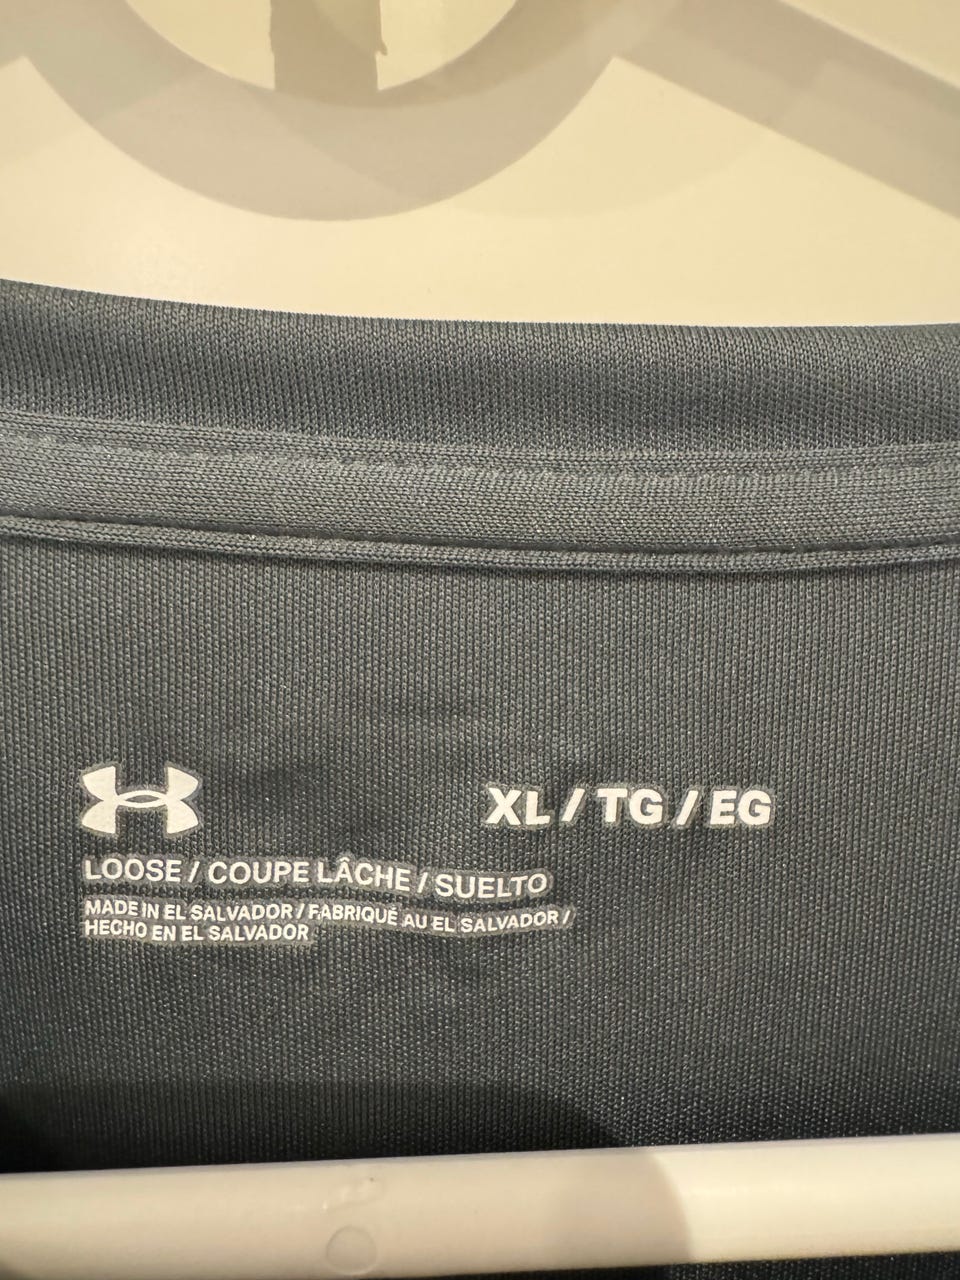 XL / TG / EG
LOOSE / COUPE LÂCHE / SUELTO
MADE IN EL SALVADOR / FABRIQUÉ AU EL SALVADOR /
HECHO EN EL SALVADOR